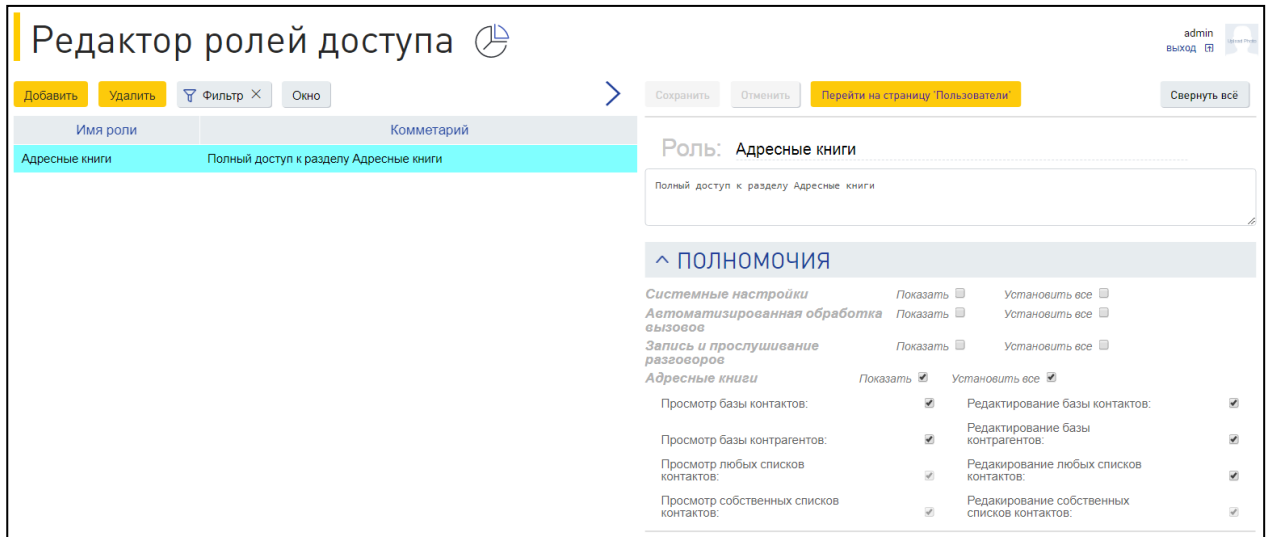 Редактор ролей доступа
admin
выход
Добавить Удалить Фильтр Окно
Сохранить Отменить Перейти на страницу 'Пользователи' Свернуть всё
Имя роли Комметарий
Адресные книги Полный доступ к разделу Адресные книги
Роль: Адресные книги
Полный доступ к разделу Адресные книги
ПОЛНОМОЧИЯ
Системные настройки Показать Установить все
Автоматизированная обработка Показать Установить все
вызовов
Запись и прослушивание Показать Установить все
разговоров
Адресные книги Показать Установить все
Просмотр базы контактов: Редактирование базы контактов:
Редактирование базы
Просмотр базы контрагентов: контрагентов:
Просмотр любых списков Редакирование любых списков
контактов: контактов:
Просмотр собственных списков Редакирование собственных
контактов: списков контактов: